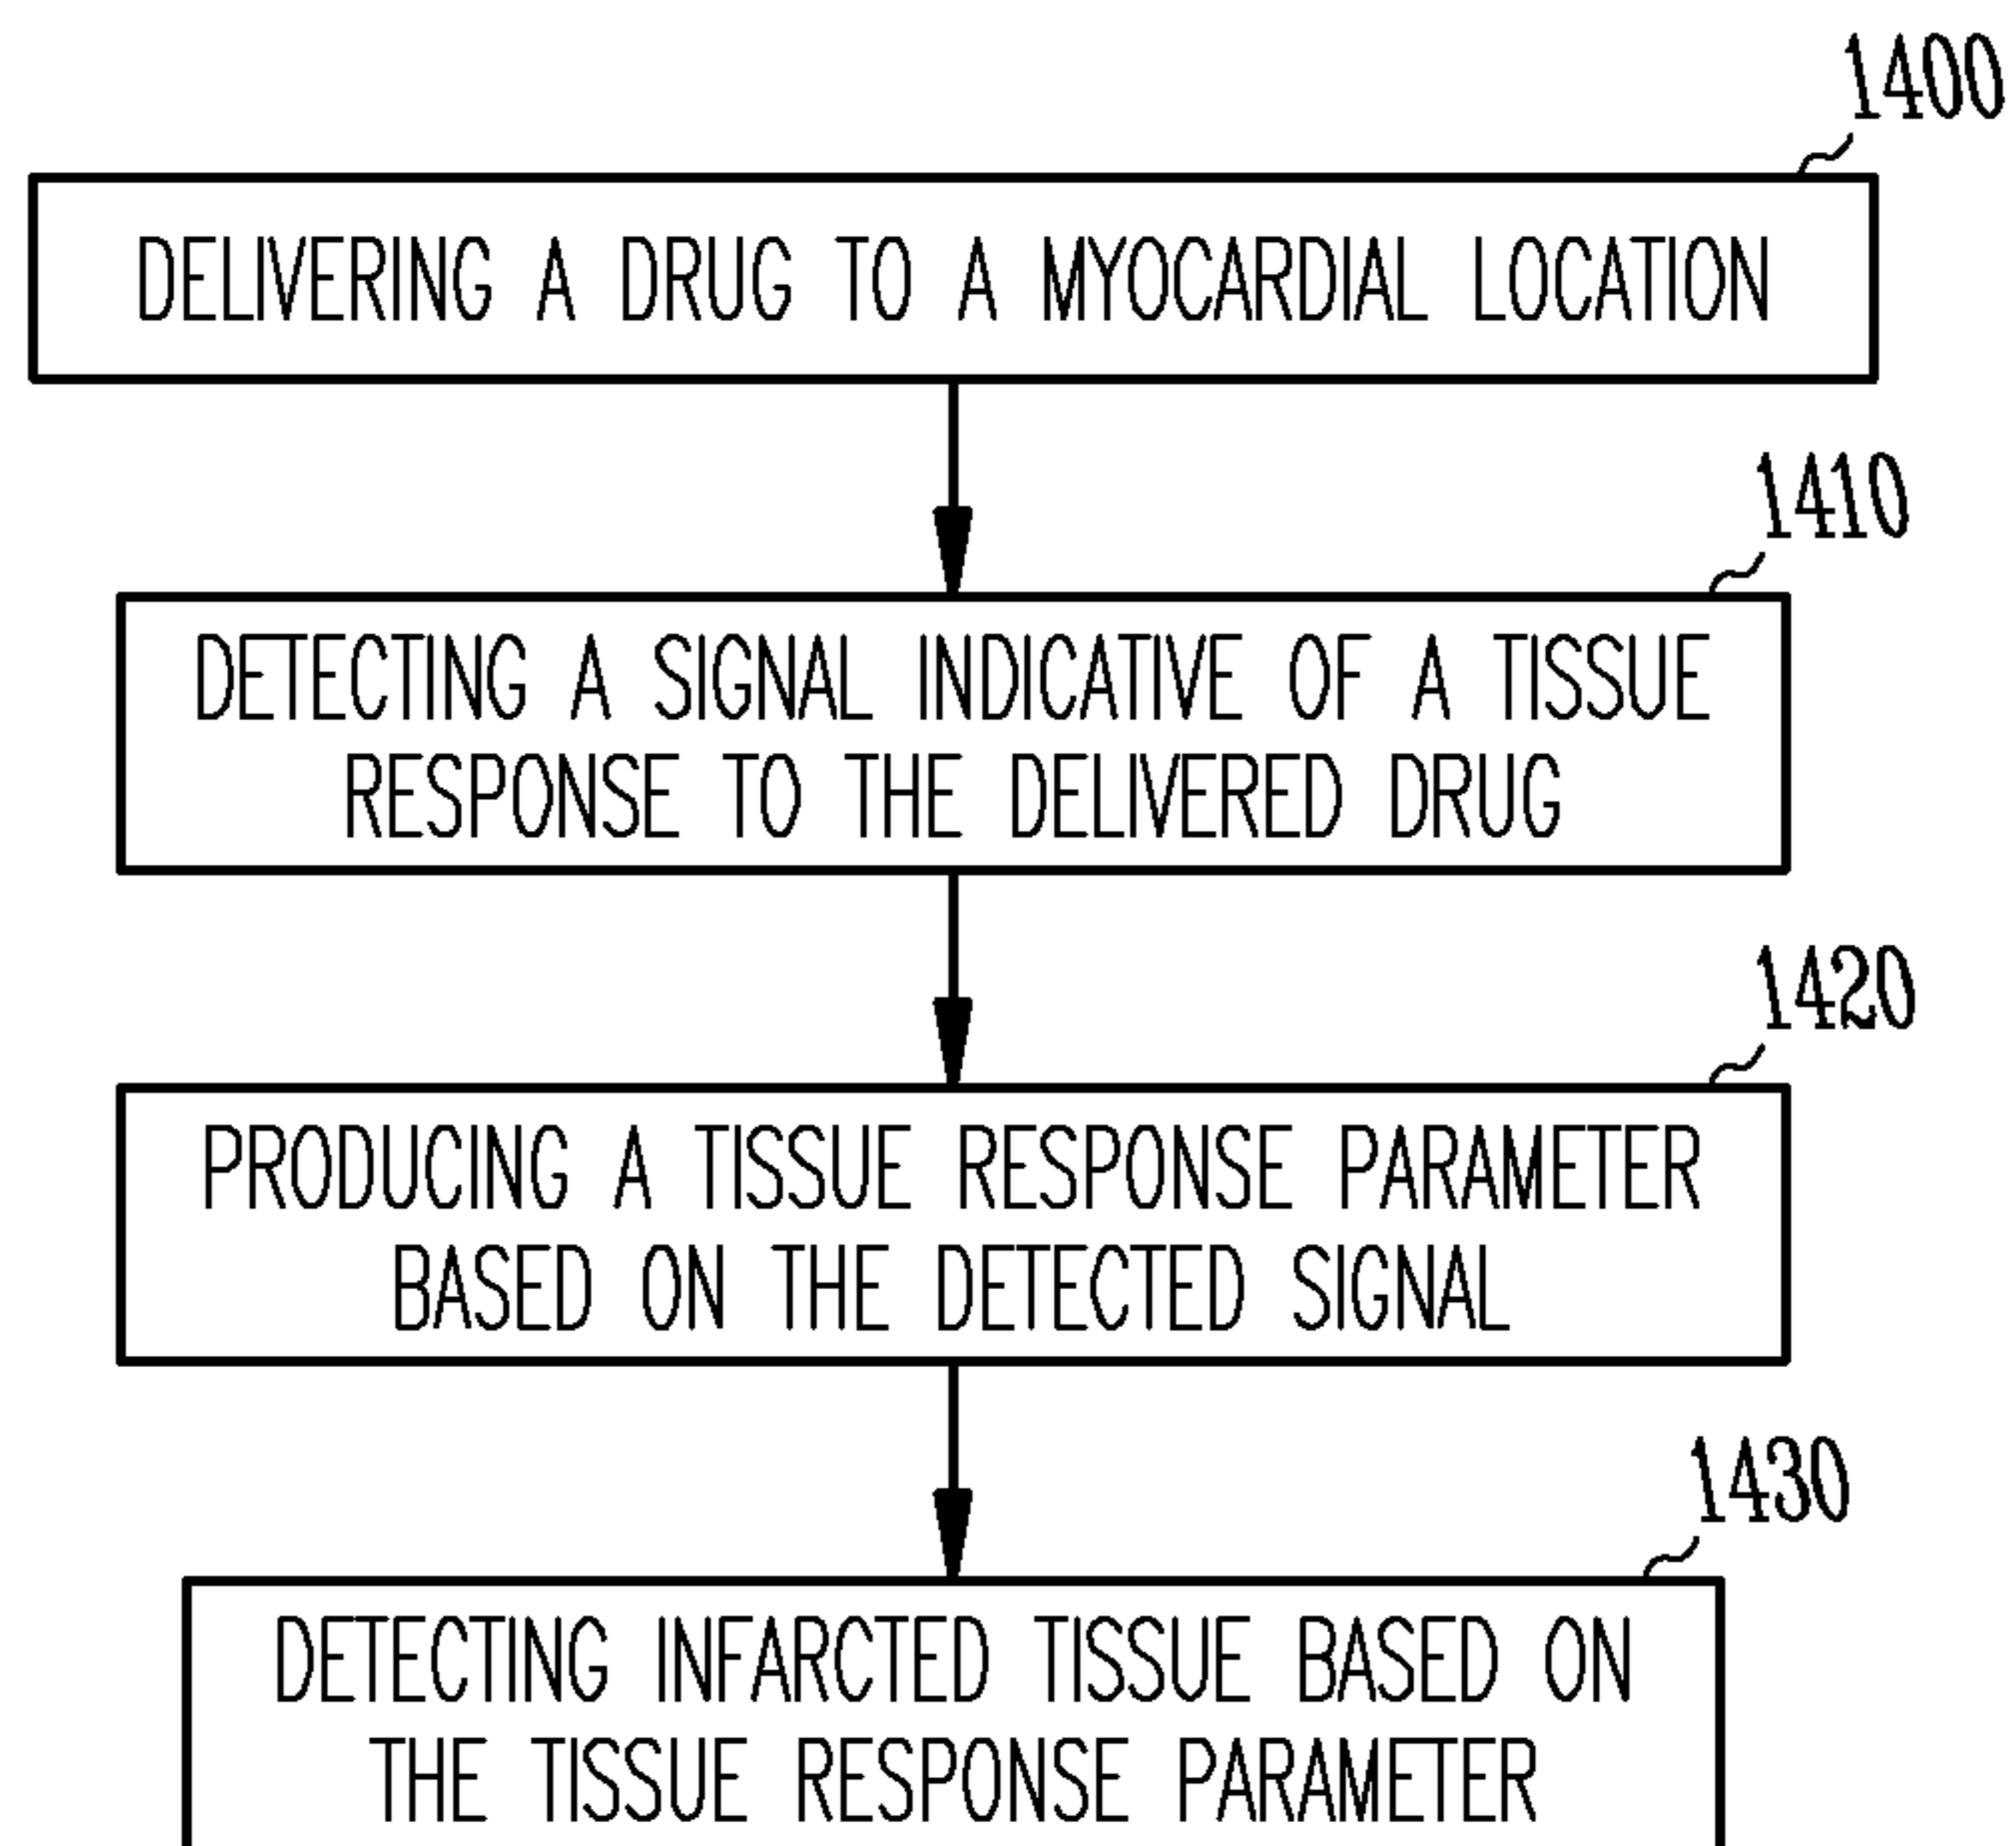 1400
DELIVERING A DRUG TO A MYOCARDIAL LOCATION
1410
DETECTING A SIGNAL INDICATIVE OF A TISSUE
RESPONSE TO THE DELIVERED DRUG
1420
PRODUCING A TISSUE RESPONSE PARAMETER
BASED ON THE DETECTED SIGNAL
1430
DETECTING INFARCTED TISSUE BASED ON
THE TISSUE RESPONSE PARAMETER